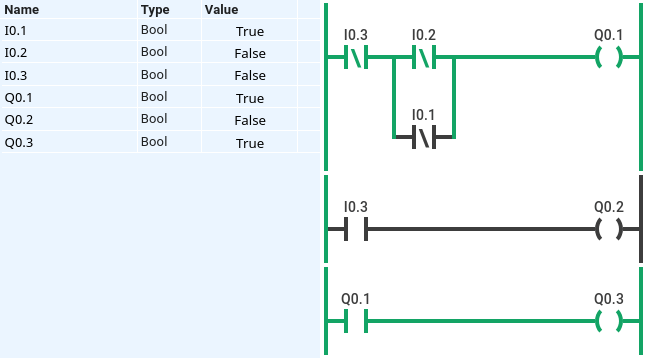 Name Type Value
I0.1 Bool True
I0.2 Bool False
I0.3 Bool False
Q0.1 Bool True
Q0.2 Bool False
Q0.3 Bool True
I0.3 I0.2 Q0.1
I0.1
I0.3 Q0.2
Q0.1 Q0.3